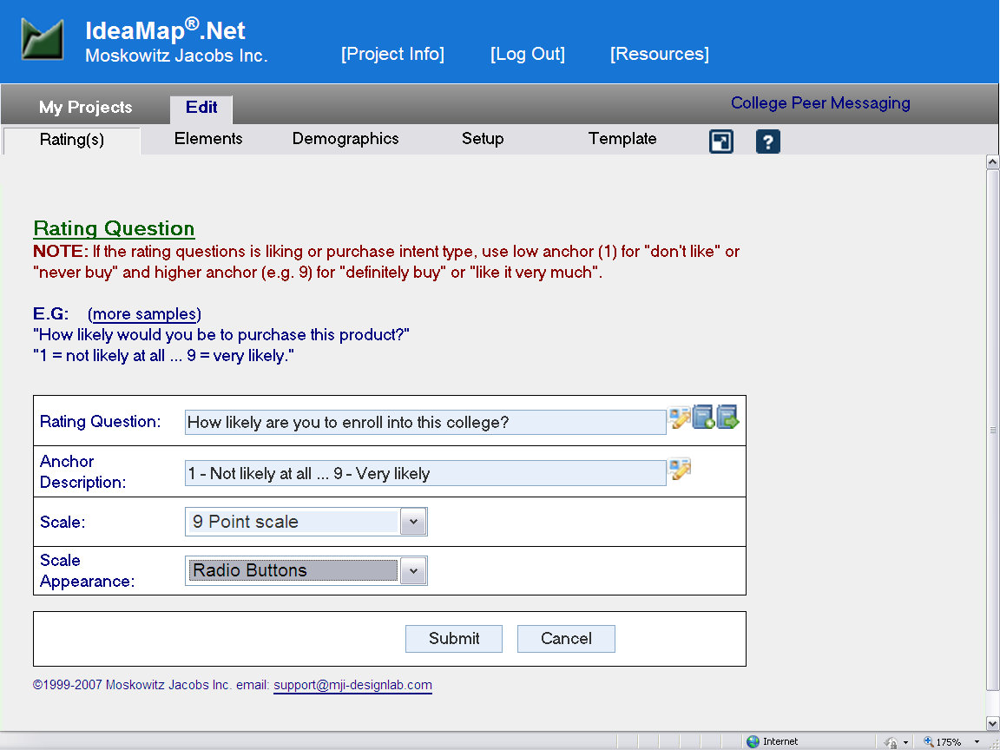 IdeaMap®.Net
Moskowitz Jacobs Inc.
[Project Info] [Log Out] [Resources]
My Projects Edit College Peer Messaging
Rating(s) Elements Demographics Setup Template ?
Rating Question
NOTE: If the rating questions is liking or purchase intent type, use low anchor (1) for "don't like" or
"never buy" and higher anchor (e.g. 9) for "definitely buy" or "like it very much".
E.G: (more samples)
"How likely would you be to purchase this product?"
"1 = not likely at all ... 9 = very likely."
Rating Question: How likely are you to enroll into this college?
Anchor
Description: 1 - Not likely at all ... 9 - Very likely
Scale: 9 Point scale
Scale
Appearance: Radio Buttons
Submit Cancel
©1999-2007 Moskowitz Jacobs Inc. email: support@mji-designlab.com
Internet 175%